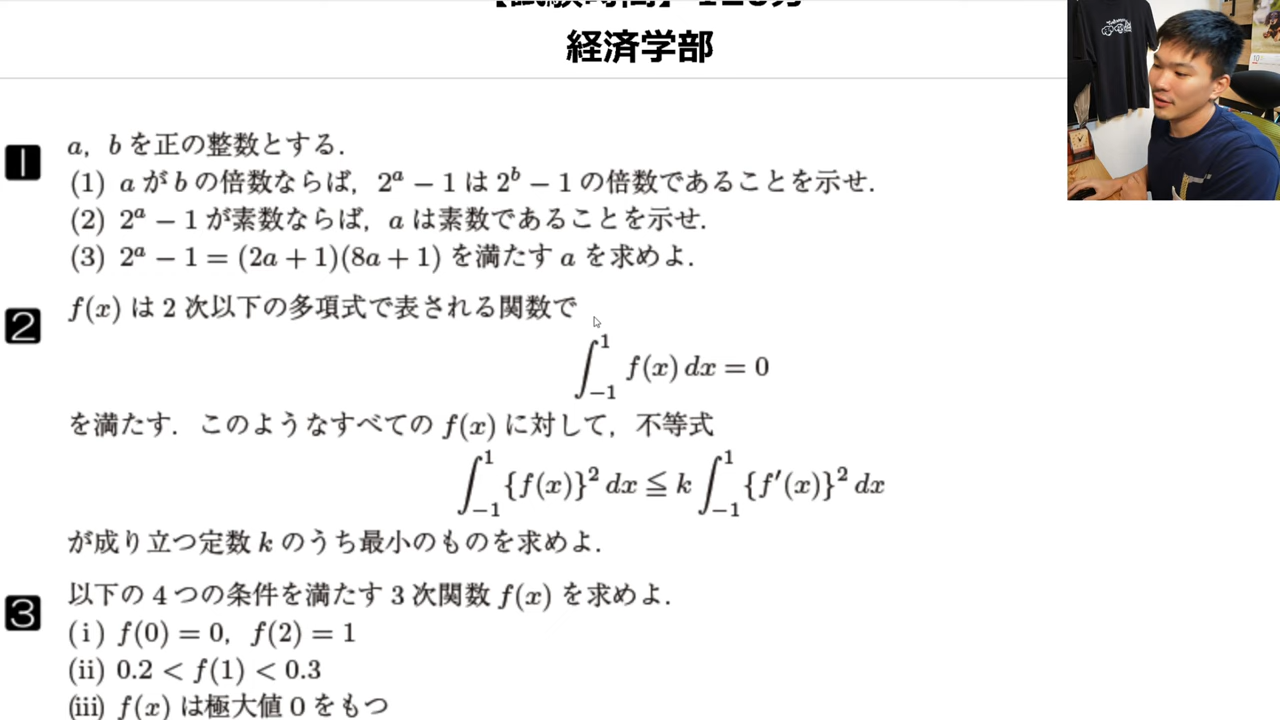 経済学部
1 a, b を正の整数とする.
(1) a が b の倍数ならば, 2^a − 1 は 2^b − 1 の倍数であることを示せ.
(2) 2^a − 1 が素数ならば, a は素数であることを示せ.
(3) 2^a − 1 = (2a + 1)(8a + 1) を満たす a を求めよ.
2 f(x) は 2 次以下の多項式で表される関数で
∫_{−1}^{1} f(x) dx = 0
を満たす. このようなすべての f(x) に対して, 不等式
∫_{−1}^{1} {f(x)}^2 dx ≦ k ∫_{−1}^{1} {f′(x)}^2 dx
が成り立つ定数 k のうち最小のものを求めよ.
3 以下の 4 つの条件を満たす 3 次関数 f(x) を求めよ.
(i) f(0) = 0, f(2) = 1
(ii) 0.2 < f(1) < 0.3
(iii) f(x) は極大値 0 をもつ